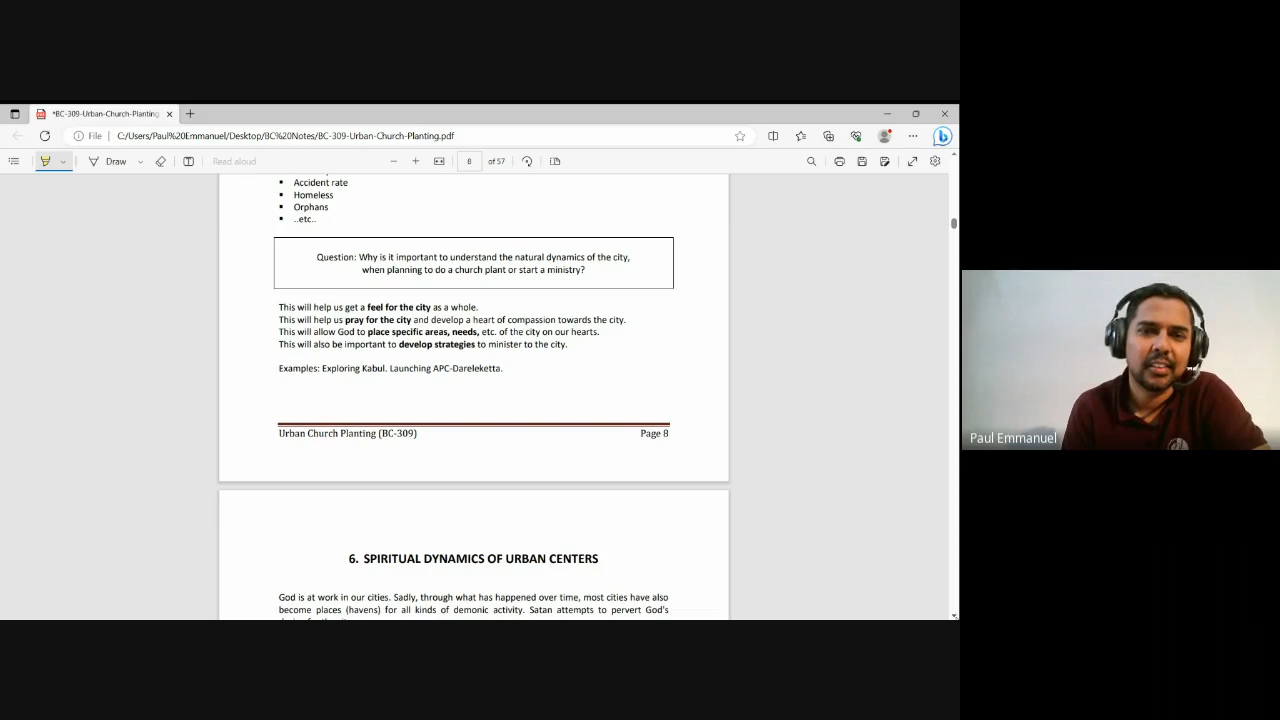 *BC-309-Urban-Church-Planting
File
C:/Users/Paul%20Emmanuel/Desktop/BC%20Notes/BC-309-Urban-Church-Planting.pdf
Draw
Read aloud
8
of 57
Accident rate
Homeless
Orphans
..etc..
Question: Why is it important to understand the natural dynamics of the city,
when planning to do a church plant or start a ministry?
This will help us get a feel for the city as a whole.
This will help us pray for the city and develop a heart of compassion towards the city.
This will allow God to place specific areas, needs, etc. of the city on our hearts.
This will also be important to develop strategies to minister to the city.
Examples: Exploring Kabul. Launching APC-Dareleketta.
Urban Church Planting (BC-309)
Page 8
6. SPIRITUAL DYNAMICS OF URBAN CENTERS
God is at work in our cities. Sadly, through what has happened over time, most cities have also
become places (havens) for all kinds of demonic activity. Satan attempts to pervert God's
Paul Emmanuel